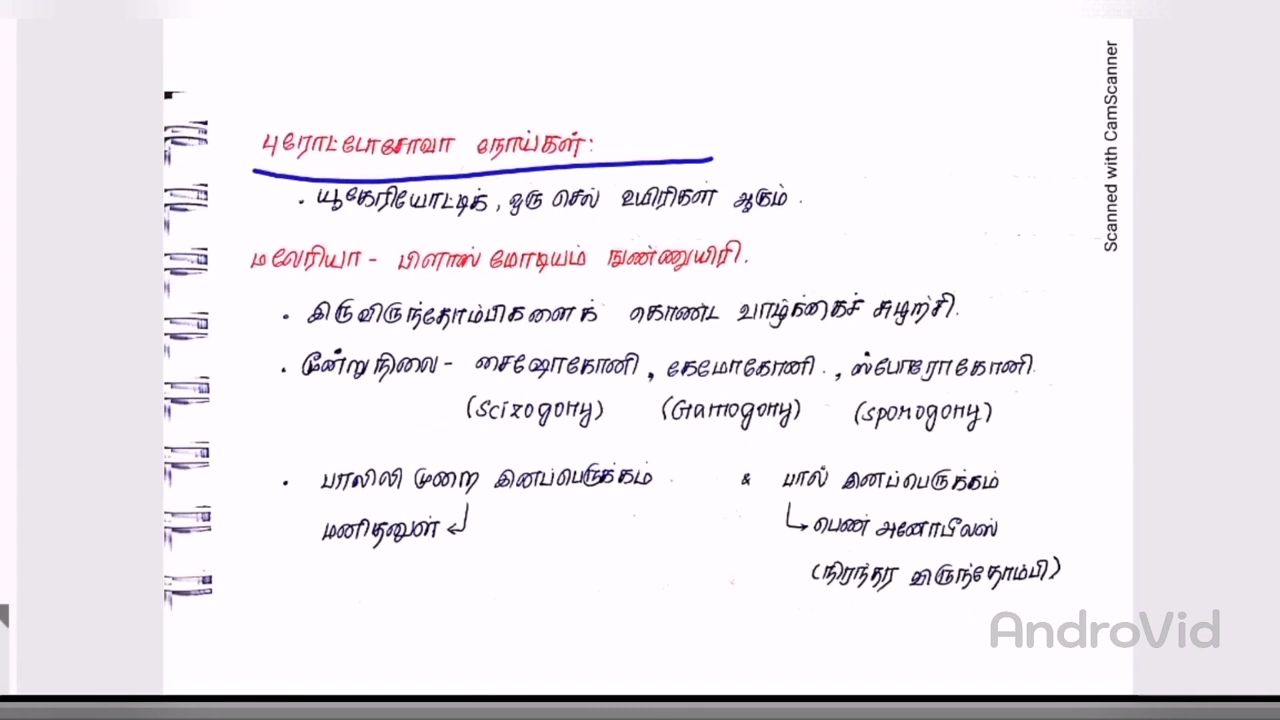 புரோட்டோசோவா நோய்கள்:
. யூகேரியோட்டிக், ஒரு செல் உயிரிகள் ஆகும்.
மலேரியா - பிளாஸ்மோடியம் நுண்ணுயிரி.
. இருவிருந்தோம்பிகளைக் கொண்ட வாழ்க்கைச் சுழற்சி.
. மூன்று நிலை - சைஷோகோனி, கேமோகோனி., ஸ்போரோகோனி.
(Scizogony) (Gamogony) (sporogony)
. பாலிலி முறை இனப்பெருக்கம் & பால் இனப்பெருக்கம்
மனிதனுள் ↲ ↳ பெண் அனோபிலஸ்
(நிரந்தர விருந்தோம்பி)
Scanned with CamScanner
AndroVid